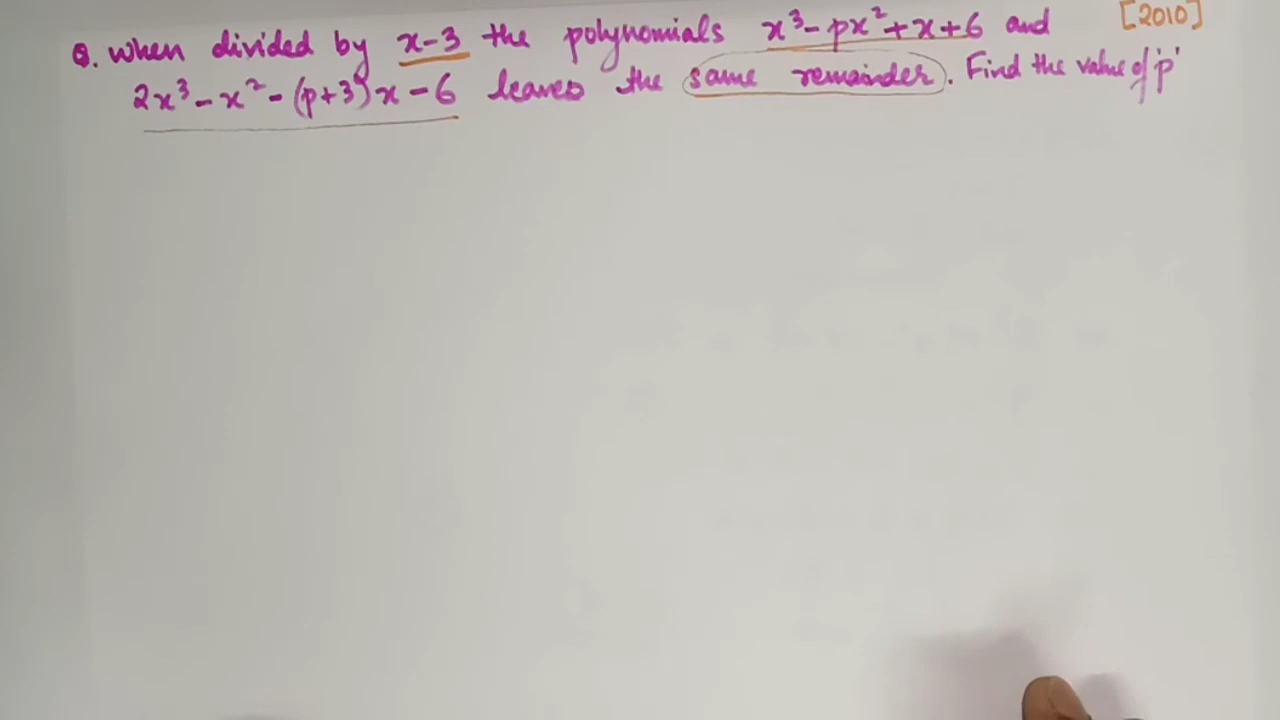 Q. When divided by x-3 the polynomials x³-px²+x+6 and [2010]
2x³-x²-(p+3)x-6 leaves the same remainder. Find the value of 'p'